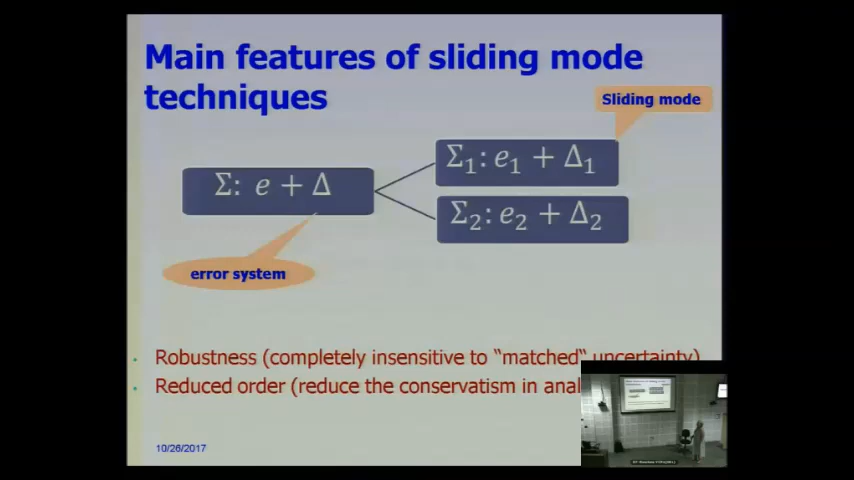 Main features of sliding mode
techniques
Sliding mode
Σ₁: e₁ + Δ₁
Σ: e + Δ
Σ₂: e₂ + Δ₂
error system
Robustness (completely insensitive to “matched“ uncertainty)
Reduced order (reduce the conservatism in
10/26/2017